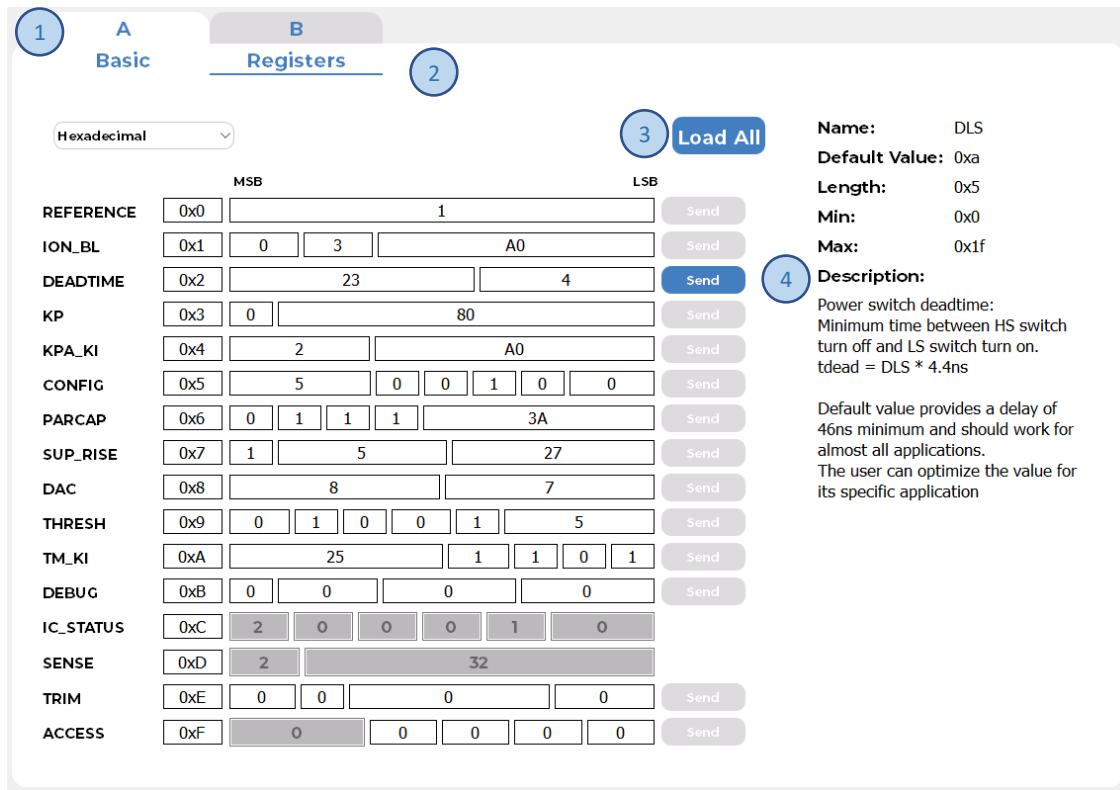 1
A
B
Basic
Registers
2
Hexadecimal
3
Load All
MSB LSB
REFERENCE 0x0 1 Send
ION_BL 0x1 0 3 A0 Send
DEADTIME 0x2 23 4 Send
KP 0x3 0 80 Send
KPA_KI 0x4 2 A0 Send
CONFIG 0x5 5 0 0 1 0 0 Send
PARCAP 0x6 0 1 1 1 3A Send
SUP_RISE 0x7 1 5 27 Send
DAC 0x8 8 7 Send
THRESH 0x9 0 1 0 0 1 5 Send
TM_KI 0xA 25 1 1 0 1 Send
DEBUG 0xB 0 0 0 0 Send
IC_STATUS 0xC 2 0 0 0 1 0
SENSE 0xD 2 32
TRIM 0xE 0 0 0 0 Send
ACCESS 0xF 0 0 0 0 0 Send
Name: DLS
Default Value: 0xa
Length: 0x5
Min: 0x0
Max: 0x1f
4
Description:
Power switch deadtime:
Minimum time between HS switch
turn off and LS switch turn on.
tdead = DLS * 4.4ns
Default value provides a delay of
46ns minimum and should work for
almost all applications.
The user can optimize the value for
its specific application